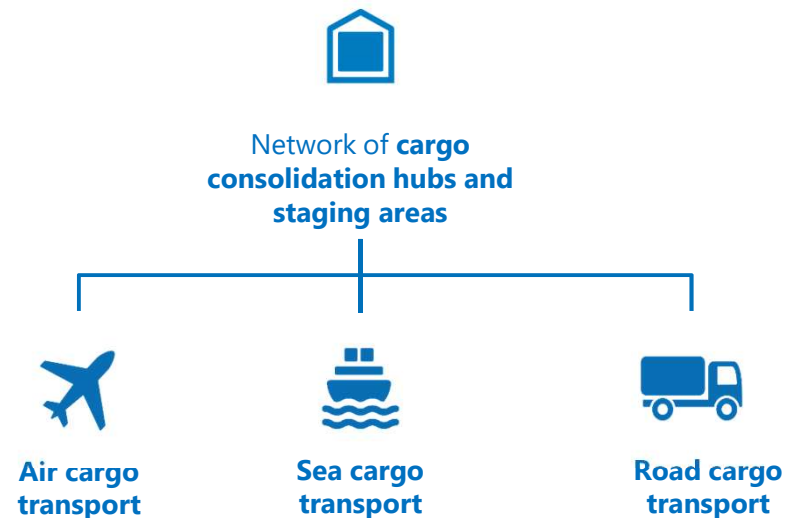 Network of cargo
consolidation hubs and
staging areas
Air cargo
transport
Sea cargo
transport
Road cargo
transport